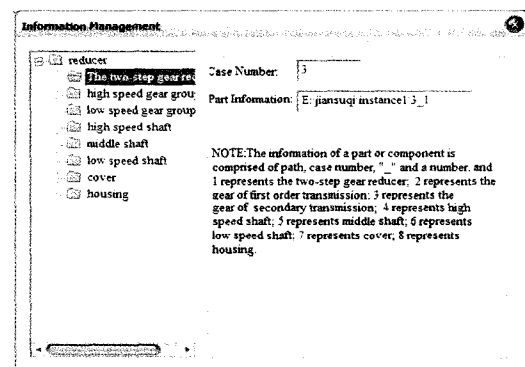 Information Management
reducer
The two-step gear rec
high speed gear grou
low speed gear group
high speed shaft
middle shaft
low speed shaft
cover
housing
Case Number: 3
Part Information: E: jiansuqi instance1 3_1
NOTE:The information of a part or component is
comprised of path, case number, "_" and a number. and
1 represents the two-step gear reducer; 2 represents the
gear of first order transmission; 3 represents the
gear of secondary transmission; 4 represents high
speed shaft; 5 represents middle shaft; 6 represents
low speed shaft; 7 represents cover; 8 represents
housing.